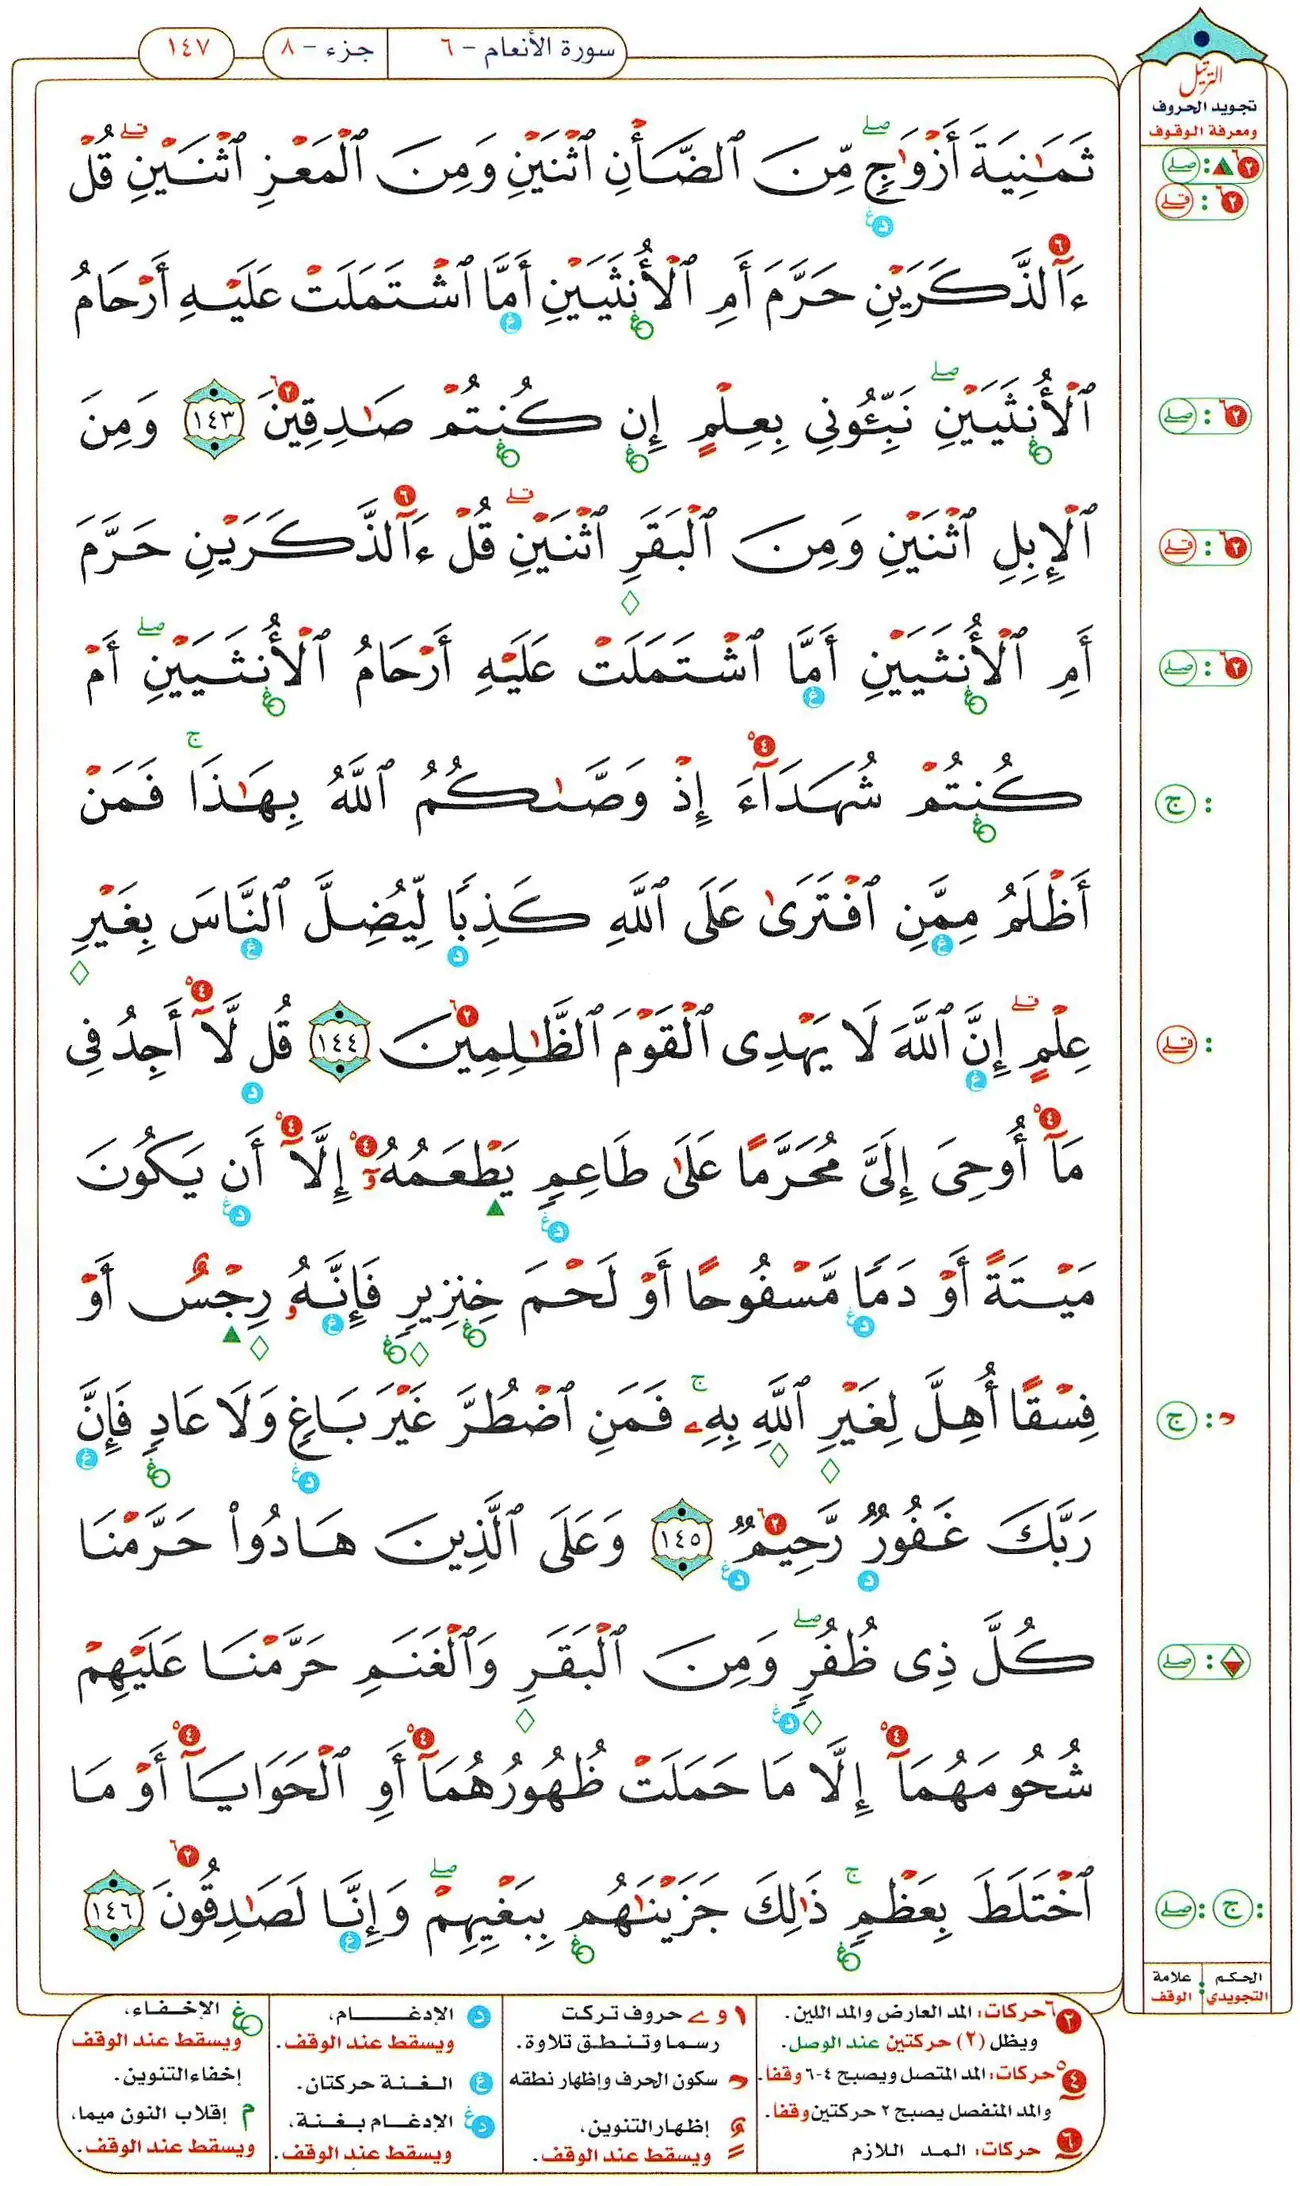 سورة الأنعام - ٦
جزء - ٨
١٤٧
الترتيل
تجويد الحروف
ومعرفة الوقوف
ثَمَٰنِيَةَ أَزْوَٰجٍۖ مِّنَ ٱلضَّأْنِ ٱثْنَيْنِ وَمِنَ ٱلْمَعْزِ ٱثْنَيْنِۗ قُلْ
ءَآلذَّكَرَيْنِ حَرَّمَ أَمِ ٱلْأُنثَيَيْنِ أَمَّا ٱشْتَمَلَتْ عَلَيْهِ أَرْحَامُ
ٱلْأُنثَيَيْنِۖ نَبِّـُٔونِى بِعِلْمٍ إِن كُنتُمْ صَٰدِقِينَ ١٤٣ وَمِنَ
ٱلْإِبِلِ ٱثْنَيْنِ وَمِنَ ٱلْبَقَرِ ٱثْنَيْنِۗ قُلْ ءَآلذَّكَرَيْنِ حَرَّمَ
أَمِ ٱلْأُنثَيَيْنِ أَمَّا ٱشْتَمَلَتْ عَلَيْهِ أَرْحَامُ ٱلْأُنثَيَيْنِۖ أَمْ
كُنتُمْ شُهَدَآءَ إِذْ وَصَّىٰكُمُ ٱللَّهُ بِهَٰذَاۚ فَمَنْ
أَظْلَمُ مِمَّنِ ٱفْتَرَىٰ عَلَى ٱللَّهِ كَذِبًا لِّيُضِلَّ ٱلنَّاسَ بِغَيْرِ
عِلْمٍۗ إِنَّ ٱللَّهَ لَا يَهْدِى ٱلْقَوْمَ ٱلظَّٰلِمِينَ ١٤٤ قُل لَّآ أَجِدُ فِى
مَآ أُوحِىَ إِلَىَّ مُحَرَّمًا عَلَىٰ طَاعِمٍ يَطْعَمُهُۥٓ إِلَّآ أَن يَكُونَ
مَيْتَةً أَوْ دَمًا مَّسْفُوحًا أَوْ لَحْمَ خِنزِيرٍ فَإِنَّهُۥ رِجْسٌ أَوْ
فِسْقًا أُهِلَّ لِغَيْرِ ٱللَّهِ بِهِۦۚ فَمَنِ ٱضْطُرَّ غَيْرَ بَاغٍ وَلَا عَادٍ فَإِنَّ
رَبَّكَ غَفُورٌ رَّحِيمٌ ١٤٥ وَعَلَى ٱلَّذِينَ هَادُوا۟ حَرَّمْنَا
كُلَّ ذِى ظُفُرٍۖ وَمِنَ ٱلْبَقَرِ وَٱلْغَنَمِ حَرَّمْنَا عَلَيْهِمْ
شُحُومَهُمَآ إِلَّا مَا حَمَلَتْ ظُهُورُهُمَآ أَوِ ٱلْحَوَايَآ أَوْ مَا
ٱخْتَلَطَ بِعَظْمٍۚ ذَٰلِكَ جَزَيْنَٰهُم بِبَغْيِهِمْۖ وَإِنَّا لَصَٰدِقُونَ ١٤٦
الحكم التجويدي : علامة الوقف
٢ ٦ حركات: المد العارض والمد اللين.
ويظل (٢) حركتين عند الوصل.
٤ ٥ حركات: المد المتصل ويصبح ٤-٦ وقفا.
والمد المنفصل يصبح ٢ حركتين وقفا.
٦ حركات: المد اللازم
ا و ے حروف تركت
رسما وتنطق تلاوة.
سكون الحرف وإظهار نطقه
إظهار التنوين،
ويسقط عند الوقف.
د الإدغام،
ويسقط عند الوقف.
غ الغنة حركتان.
د غ الإدغام بغنة،
ويسقط عند الوقف.
غ الإخفاء،
ويسقط عند الوقف
إخفاء التنوين.
م إقلاب النون ميما،
ويسقط عند الوقف.